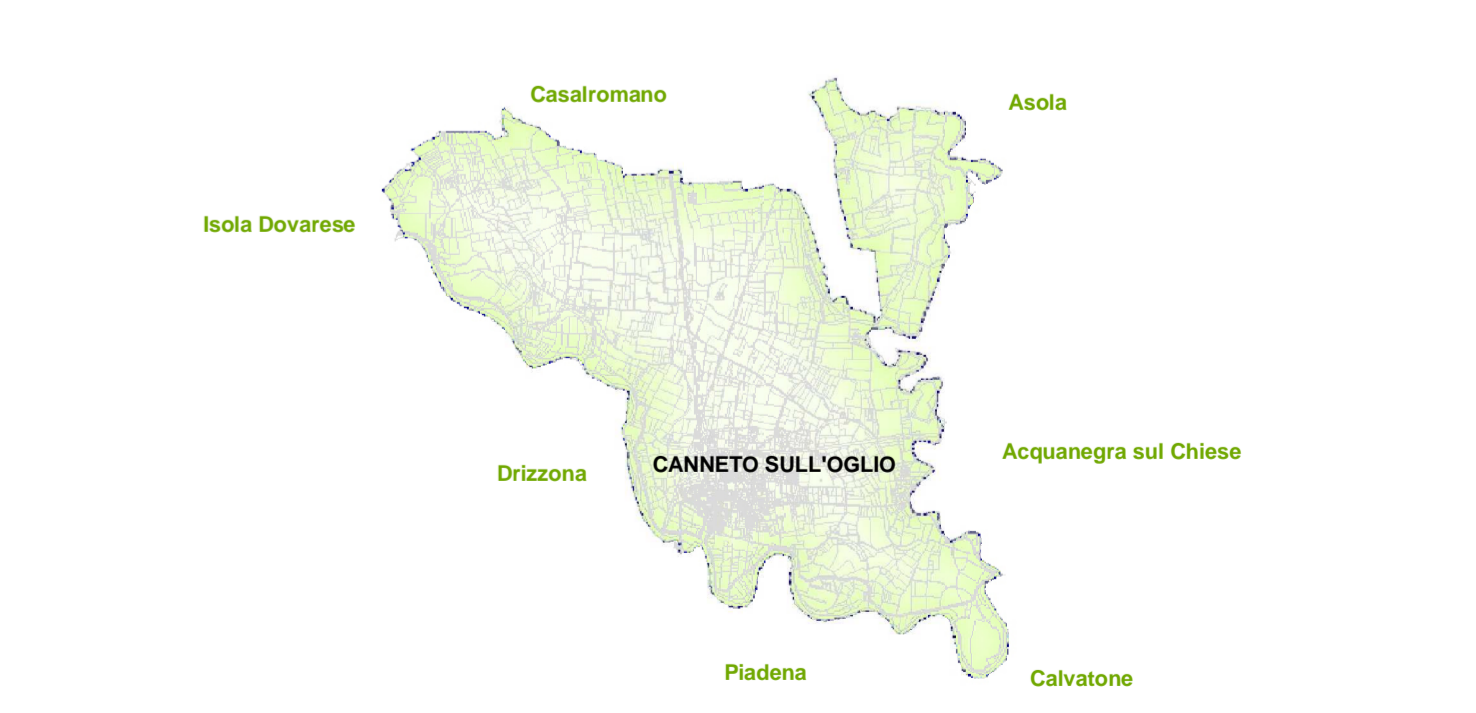 Casalromano
Asola
Isola Dovarese
Acquanegra sul Chiese
CANNETO SULL'OGLIO
Drizzona
Piadena
Calvatone